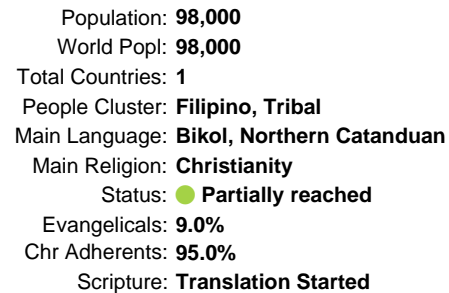 Population: 98,000
World Popl: 98,000
Total Countries: 1
People Cluster: Filipino, Tribal
Main Language: Bikol, Northern Catanduan
Main Religion: Christianity
Status: Partially reached
Evangelicals: 9.0%
Chr Adherents: 95.0%
Scripture: Translation Started